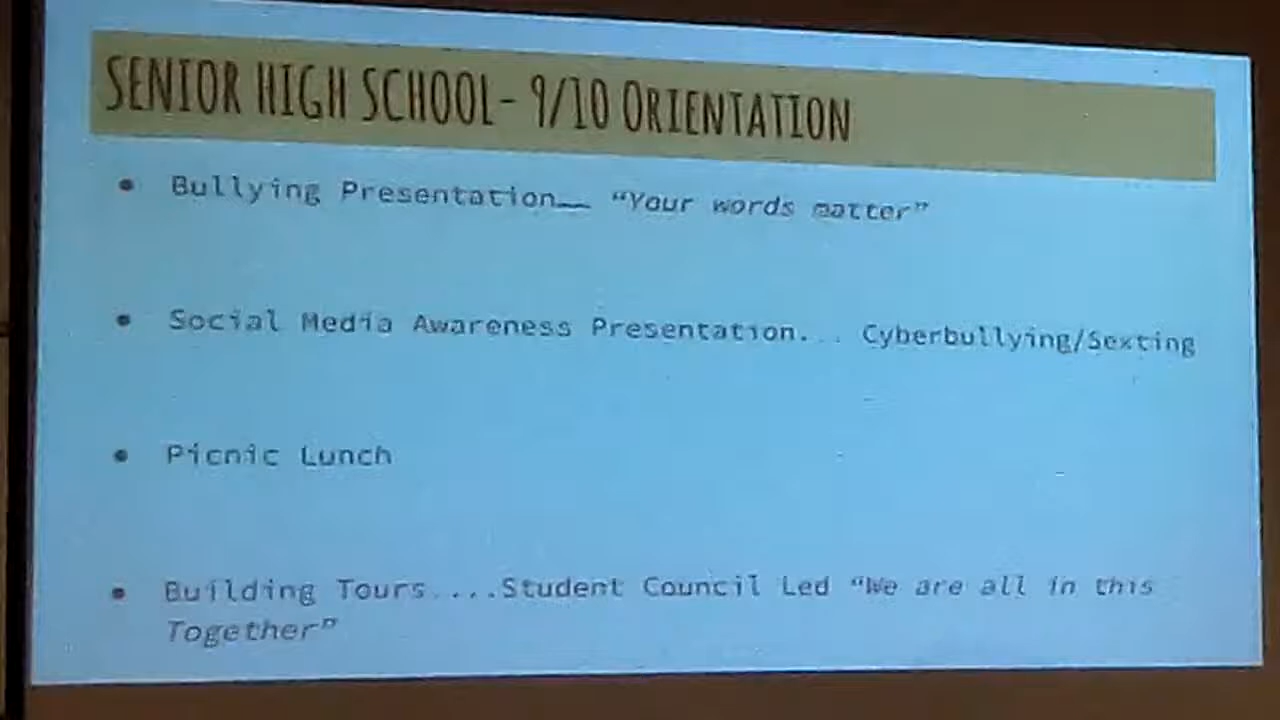 SENIOR HIGH SCHOOL- 9/10 ORIENTATION
• Bullying Presentation…… “Your words matter”
• Social Media Awareness Presentation... Cyberbullying/Sexting
• Picnic Lunch
• Building Tours....Student Council Led “We are all in this
Together”